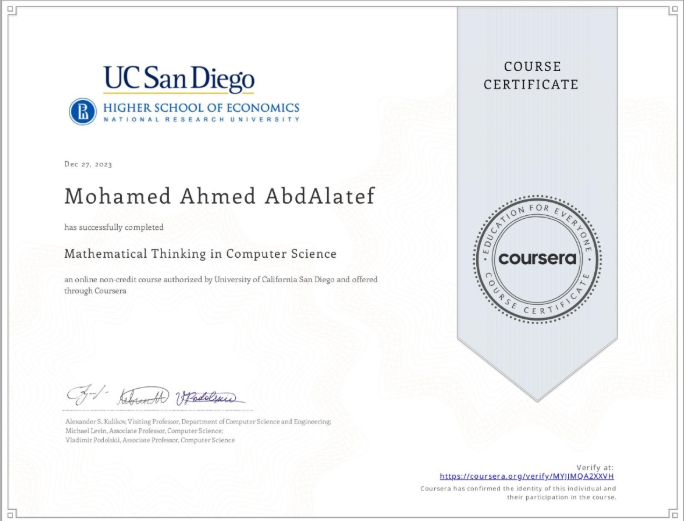 UC San Diego
HIGHER SCHOOL OF ECONOMICS
NATIONAL RESEARCH UNIVERSITY
COURSE
CERTIFICATE
Dec 27, 2023
Mohamed Ahmed AbdAlatef
has successfully completed
Mathematical Thinking in Computer Science
an online non-credit course authorized by University of California San Diego and offered
through Coursera
EDUCATION FOR EVERYONE
coursera
COURSE CERTIFICATE
Alexander S. Kulikov, Visiting Professor, Department of Computer Science and Engineering;
Michael Levin, Associate Professor, Computer Science;
Vladimir Podolskii, Associate Professor, Computer Science
Verify at:
https://coursera.org/verify/MYJJMQA2XXVH
Coursera has confirmed the identity of this individual and
their participation in the course.